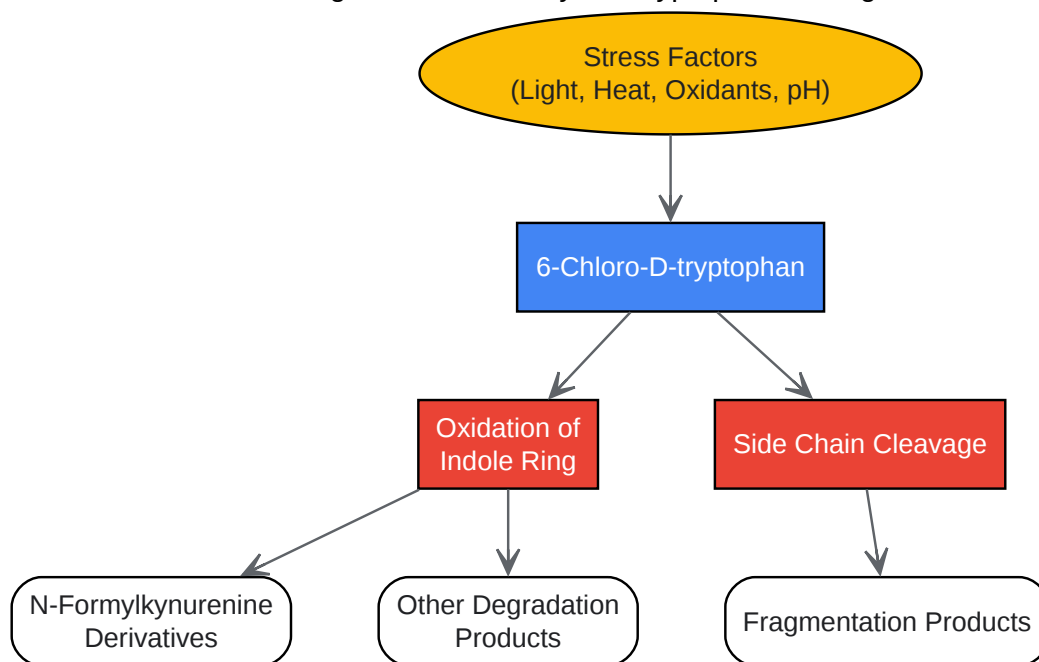 Stress Factors
(Light, Heat, Oxidants, pH)
6-Chloro-D-tryptophan
Oxidation of
Indole Ring
Side Chain Cleavage
N-Formylkynurenine
Derivatives
Other Degradation
Products
Fragmentation Products